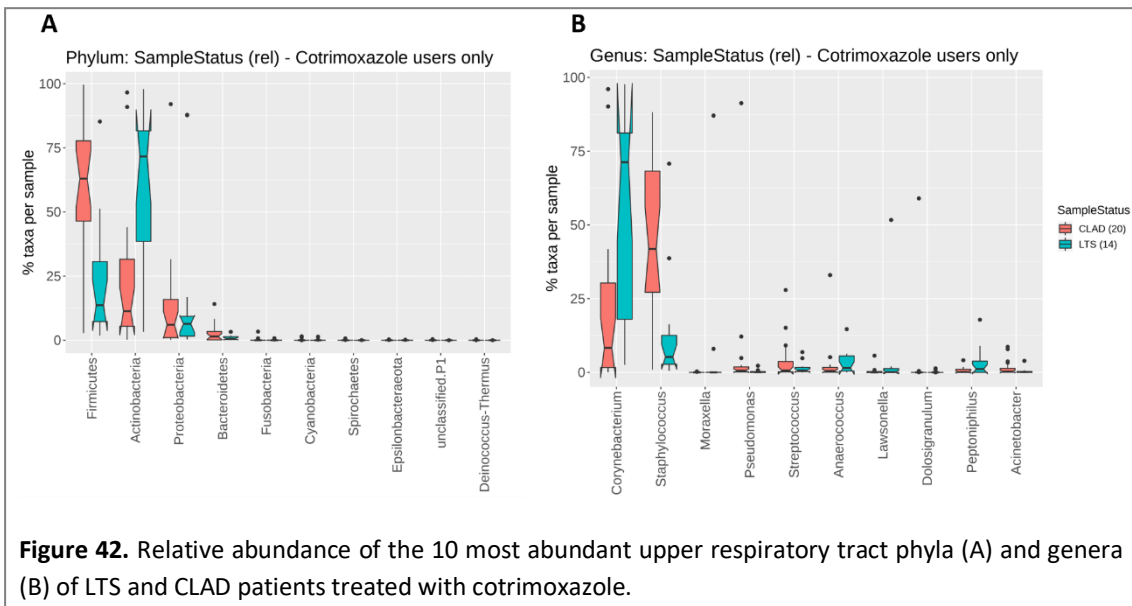 A
Phylum: SampleStatus (rel) - Cotrimoxazole users only
% taxa per sample
100
75
50
25
0
Firmicutes
Actinobacteria
Proteobacteria
Bacteroidetes
Fusobacteria
Cyanobacteria
Spirochaetes
Epsilonbacteraeota
unclassified.P1
Deinococcus-Thermus
B
Genus: SampleStatus (rel) - Cotrimoxazole users only
% taxa per sample
100
75
50
25
0
Corynebacterium
Staphylococcus
Moraxella
Pseudomonas
Streptococcus
Anaerococcus
Lawsonella
Dolosigranulum
Peptoniphilus
Acinetobacter
SampleStatus
CLAD (20)
LTS (14)
Figure 42. Relative abundance of the 10 most abundant upper respiratory tract phyla (A) and genera
(B) of LTS and CLAD patients treated with cotrimoxazole.